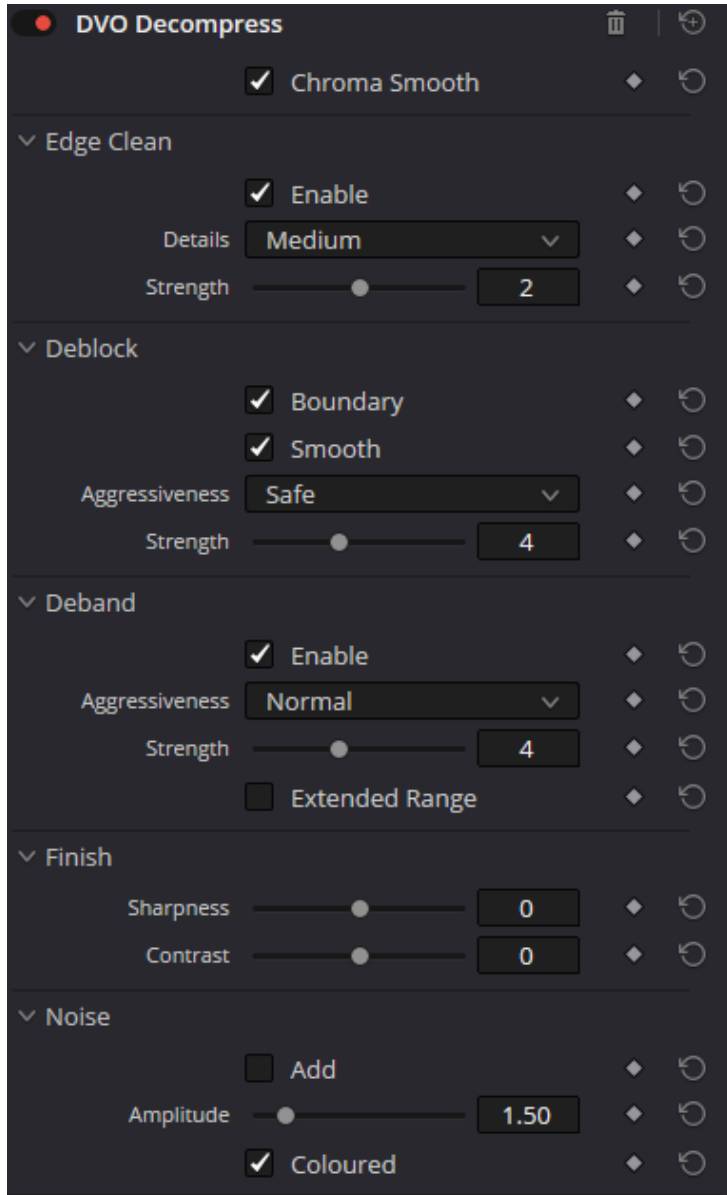 DVO Decompress
Chroma Smooth
Edge Clean
Enable
Details Medium
Strength 2
Deblock
Boundary
Smooth
Aggressiveness Safe
Strength 4
Deband
Enable
Aggressiveness Normal
Strength 4
Extended Range
Finish
Sharpness 0
Contrast 0
Noise
Add
Amplitude 1.50
Coloured